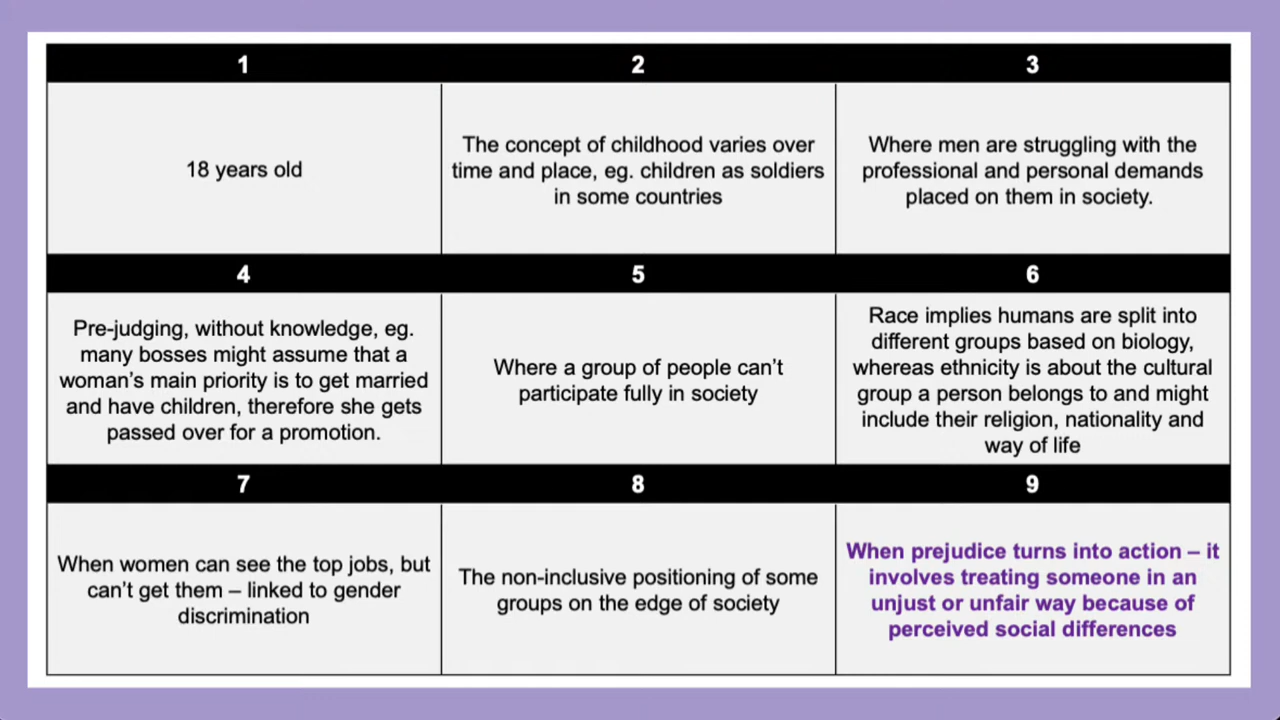 1
2
3
18 years old
The concept of childhood varies over
time and place, eg. children as soldiers
in some countries
Where men are struggling with the
professional and personal demands
placed on them in society.
4
5
6
Pre-judging, without knowledge, eg.
many bosses might assume that a
woman's main priority is to get married
and have children, therefore she gets
passed over for a promotion.
Where a group of people can't
participate fully in society
Race implies humans are split into
different groups based on biology,
whereas ethnicity is about the cultural
group a person belongs to and might
include their religion, nationality and
way of life
7
8
9
When women can see the top jobs, but
can't get them – linked to gender
discrimination
The non-inclusive positioning of some
groups on the edge of society
When prejudice turns into action – it
involves treating someone in an
unjust or unfair way because of
perceived social differences